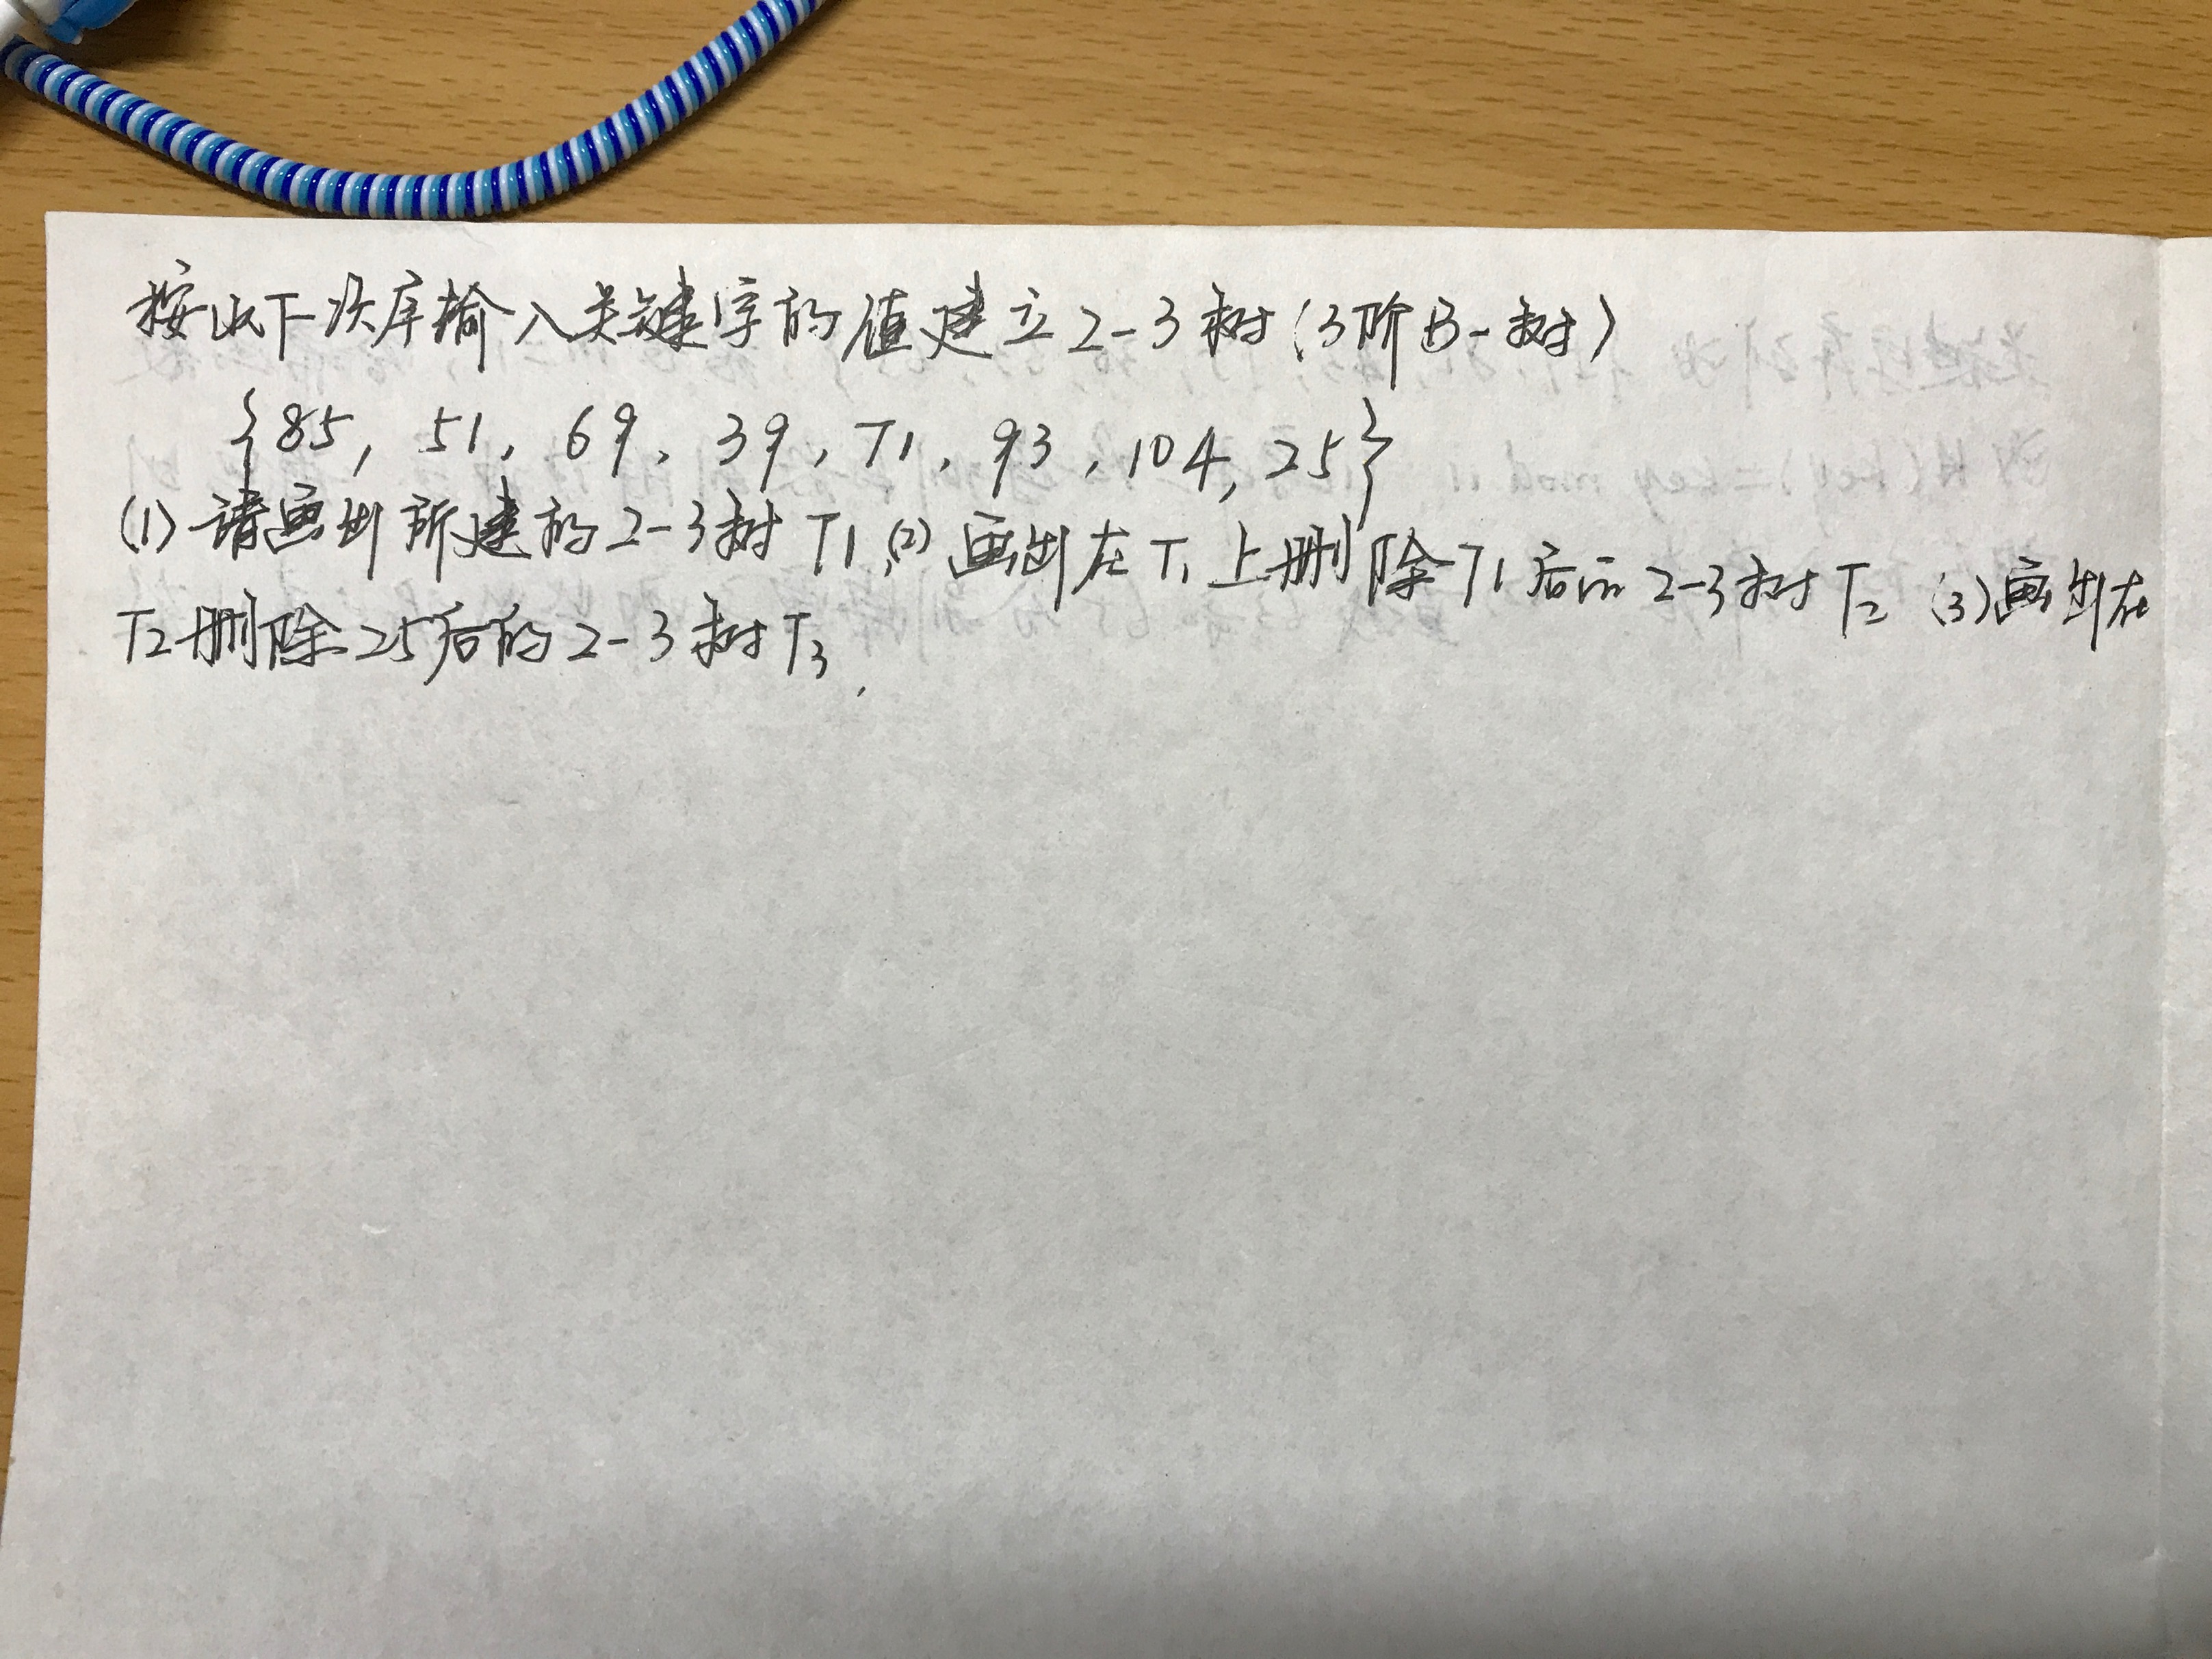 按以下次序输入关键字的值建立2-3树(3阶B-树)
{85, 51, 69, 39, 71, 93, 104, 25}
(1) 请画出所建的2-3树T1,(2) 画出在T1上删除71后的2-3树T2 (3)画出在
T2删除25后的2-3树T3.